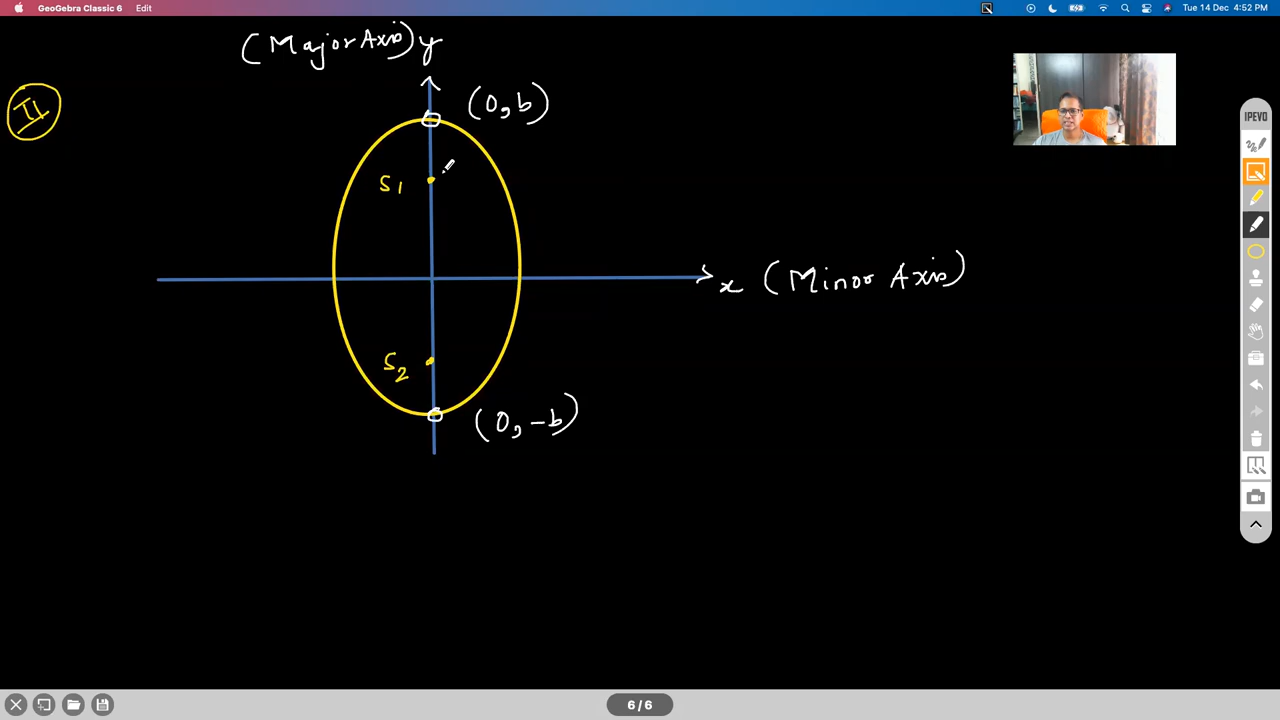 GeoGebra Classic 6 Edit Tue 14 Dec 4:52 PM
(Major Axis) y
II
(0, b)
IPEVO
S1
x (Minor Axis)
S2
(0, -b)
6 / 6